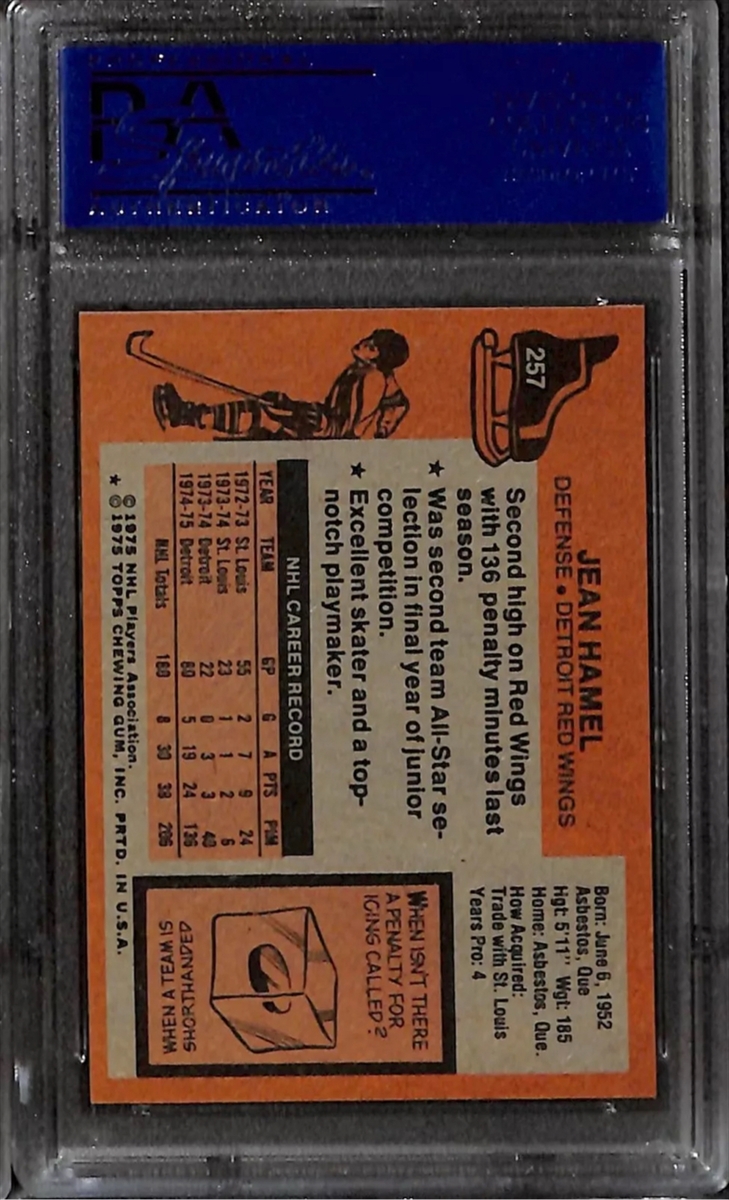 PSA
257
JEAN HAMEL
DEFENSE • DETROIT RED WINGS
Second high on Red Wings
with 136 penalty minutes last
season.
★ Was second team All-Star se-
lection in final year of junior
competition.
★ Excellent skater and a top-
notch playmaker.
Born: June 6, 1952
Asbestos, Que
Hgt: 5'11" Wgt: 185
Home: Asbestos, Que.
How Acquired:
Trade with St. Louis
Years Pro: 4
NHL CAREER RECORD
YEAR TEAM GP G A PTS PIM
1972-73 St. Louis 55 2 7 9 24
1973-74 St. Louis 23 1 1 2 6
1973-74 Detroit 22 0 3 3 40
1974-75 Detroit 80 5 19 24 136
NHL Totals 180 8 30 38 206
© 1975 NHL Players Association.
★ © 1975 TOPPS CHEWING GUM, INC. PRTD. IN U.S.A.
WHEN ISN'T THERE
A PENALTY FOR
ICING CALLED?
WHEN A TEAM IS
SHORTHANDED